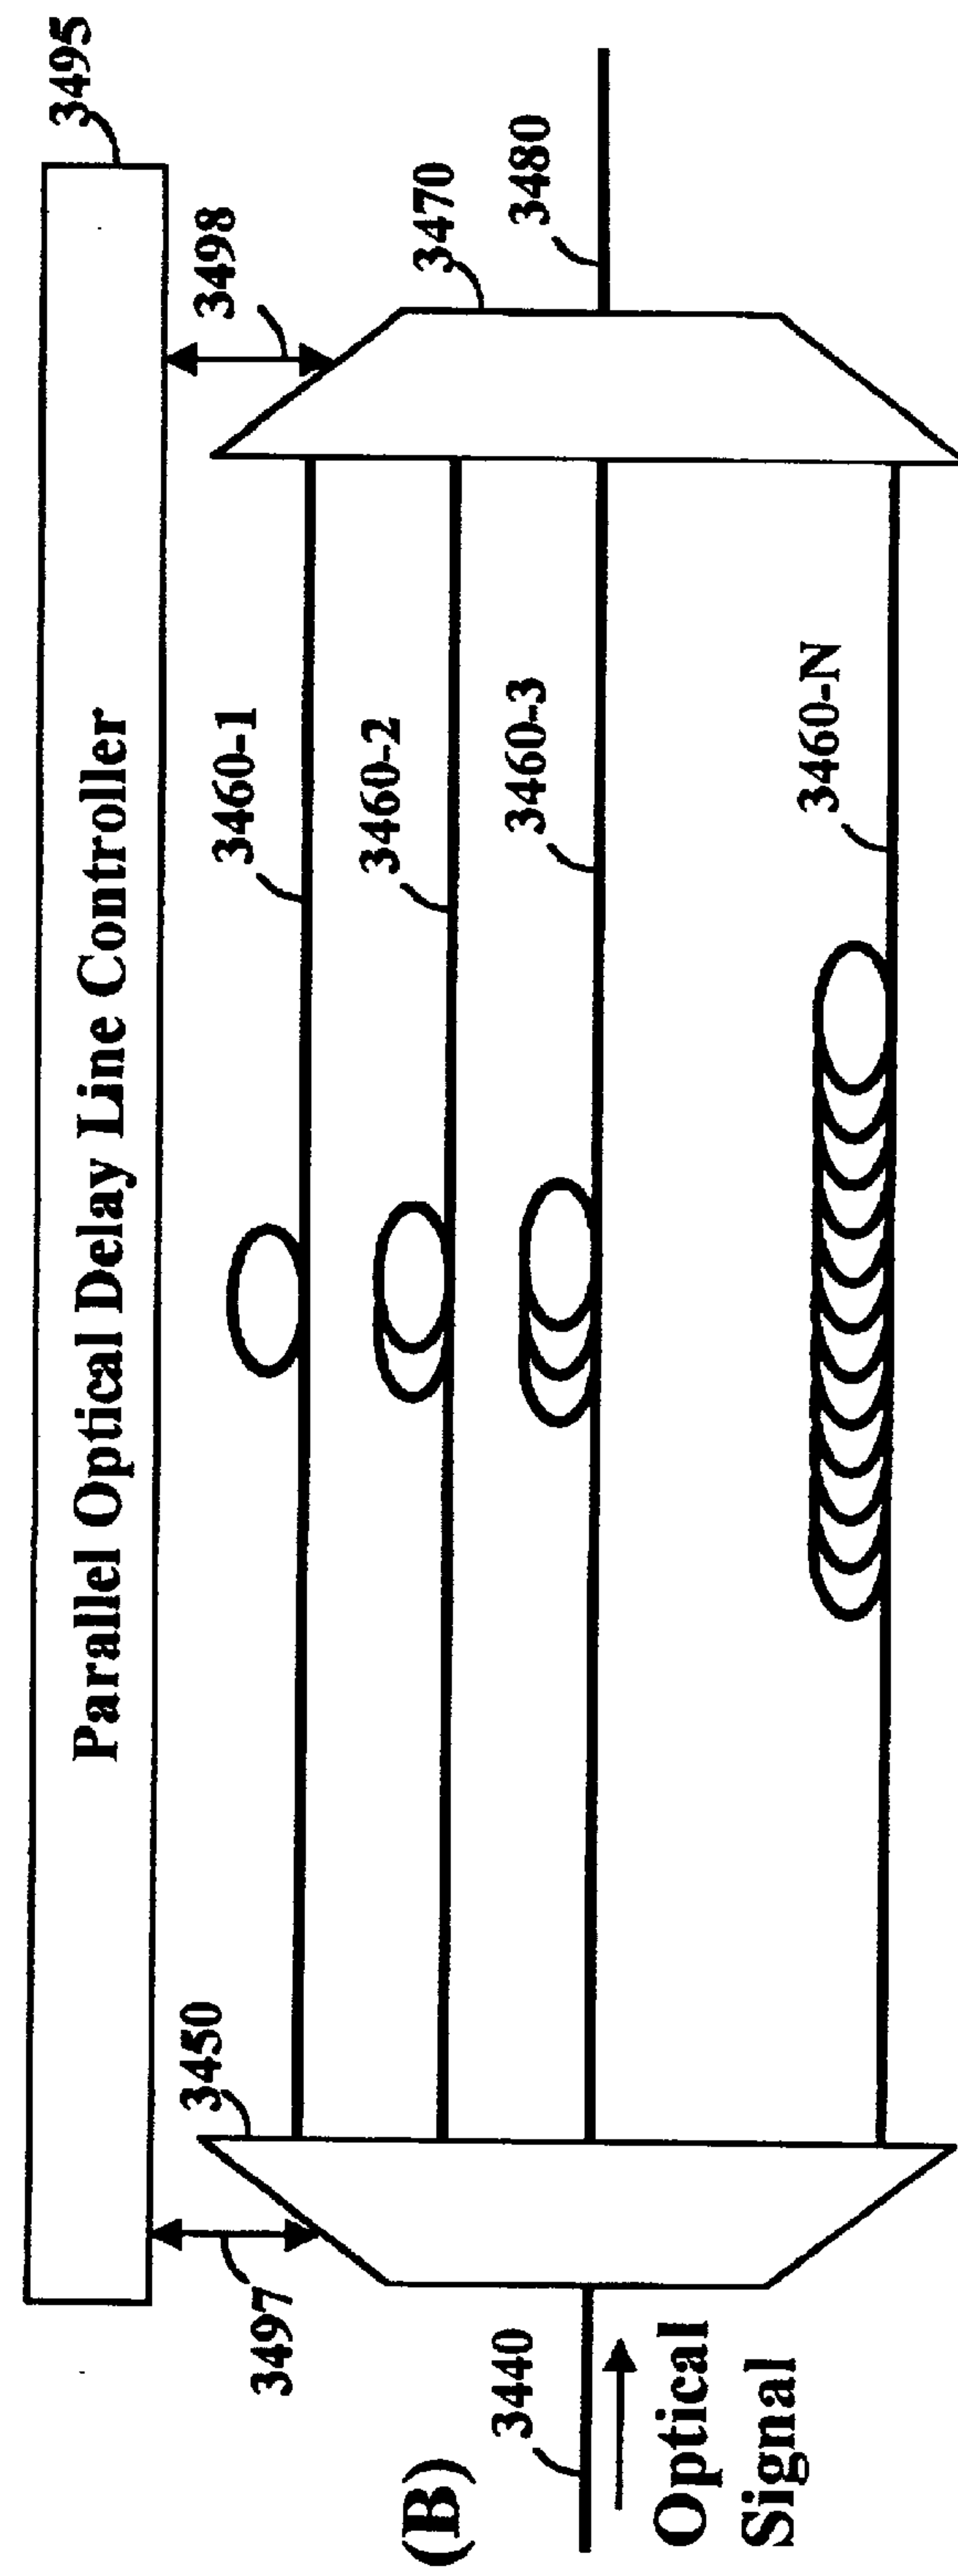 3495
Parallel Optical Delay Line Controller
3497
3450
3498
3470
3460-1
3460-2
3480
(B)
3440
3460-3
Optical
Signal
3460-N